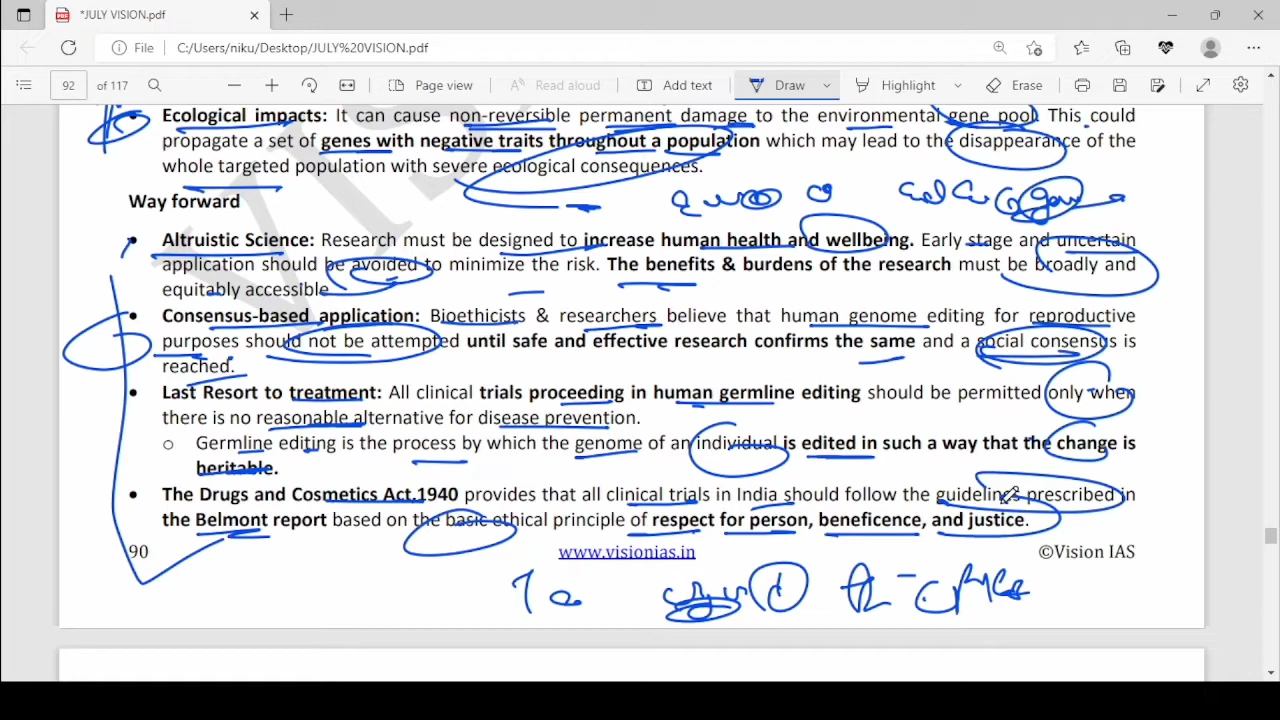 *JULY VISION.pdf
File C:/Users/niku/Desktop/JULY%20VISION.pdf
92 of 117 Page view Read aloud Add text Draw Highlight Erase
• Ecological impacts: It can cause non-reversible permanent damage to the environmental gene pool. This could
propagate a set of genes with negative traits throughout a population which may lead to the disappearance of the
whole targeted population with severe ecological consequences.
Way forward
• Altruistic Science: Research must be designed to increase human health and wellbeing. Early stage and uncertain
application should be avoided to minimize the risk. The benefits & burdens of the research must be broadly and
equitably accessible
• Consensus-based application: Bioethicists & researchers believe that human genome editing for reproductive
purposes should not be attempted until safe and effective research confirms the same and a social consensus is
reached.
• Last Resort to treatment: All clinical trials proceeding in human germline editing should be permitted only when
there is no reasonable alternative for disease prevention.
o Germline editing is the process by which the genome of an individual is edited in such a way that the change is
heritable.
• The Drugs and Cosmetics Act,1940 provides that all clinical trials in India should follow the guidelines prescribed in
the Belmont report based on the basic ethical principle of respect for person, beneficence, and justice.
90 www.visionias.in ©Vision IAS